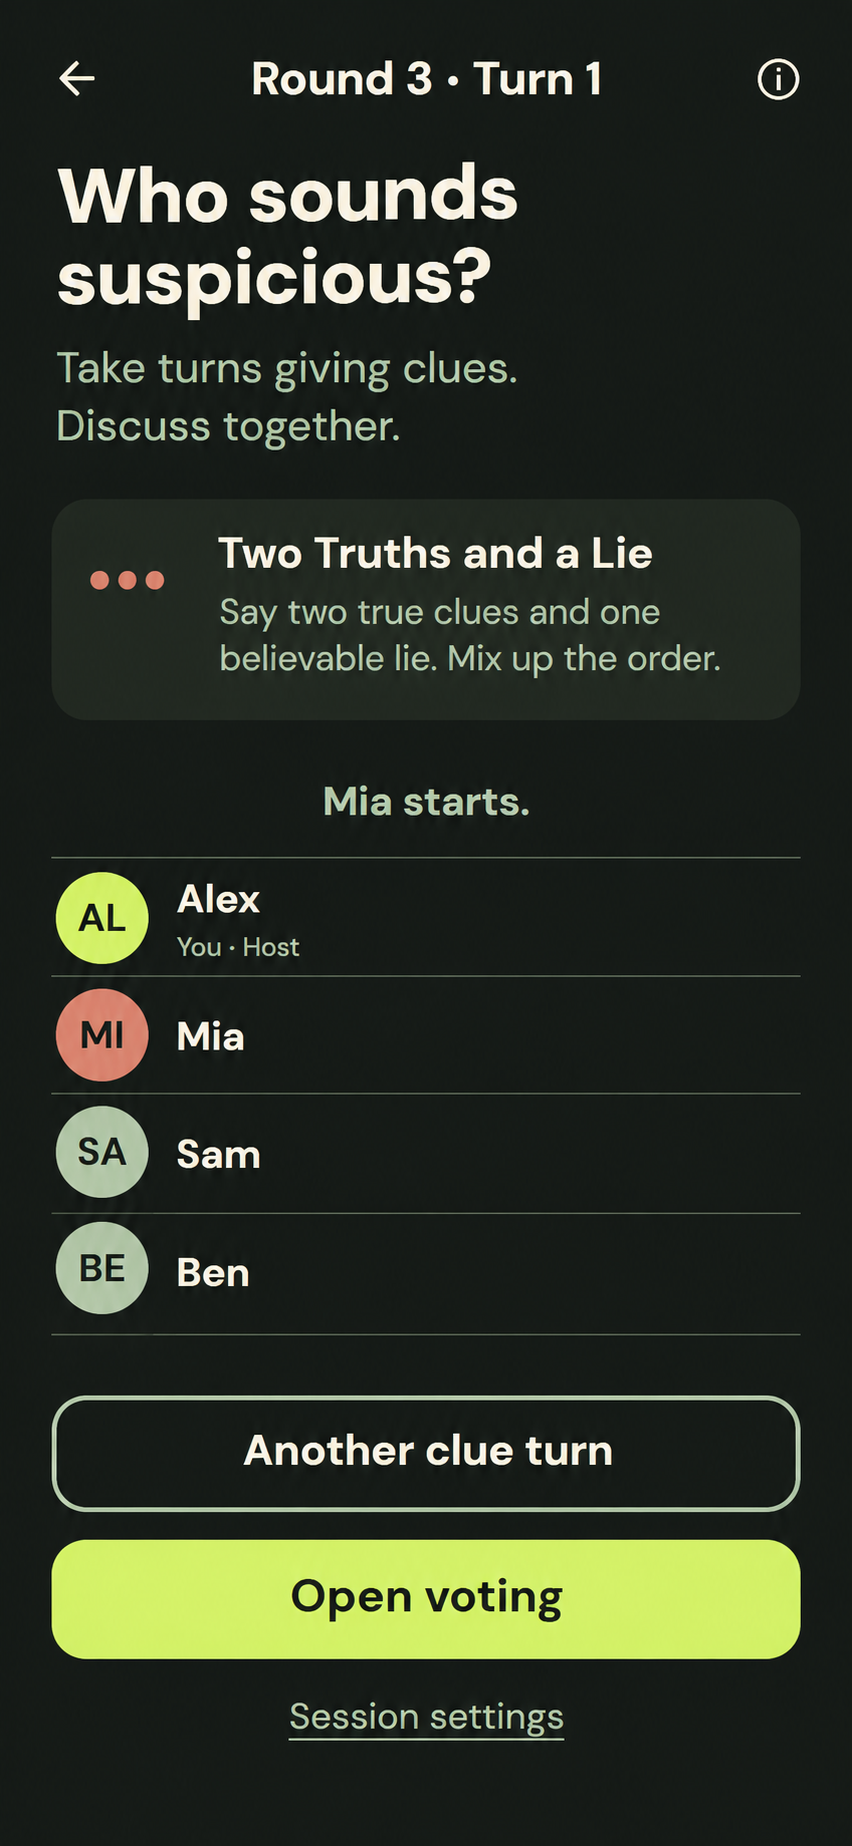 Round 3 • Turn 1
Who sounds
suspicious?
Take turns giving clues.
Discuss together.
Two Truths and a Lie
Say two true clues and one
believable lie. Mix up the order.
Mia starts.
AL
Alex
You • Host
MI
Mia
SA
Sam
BE
Ben
Another clue turn
Open voting
Session settings